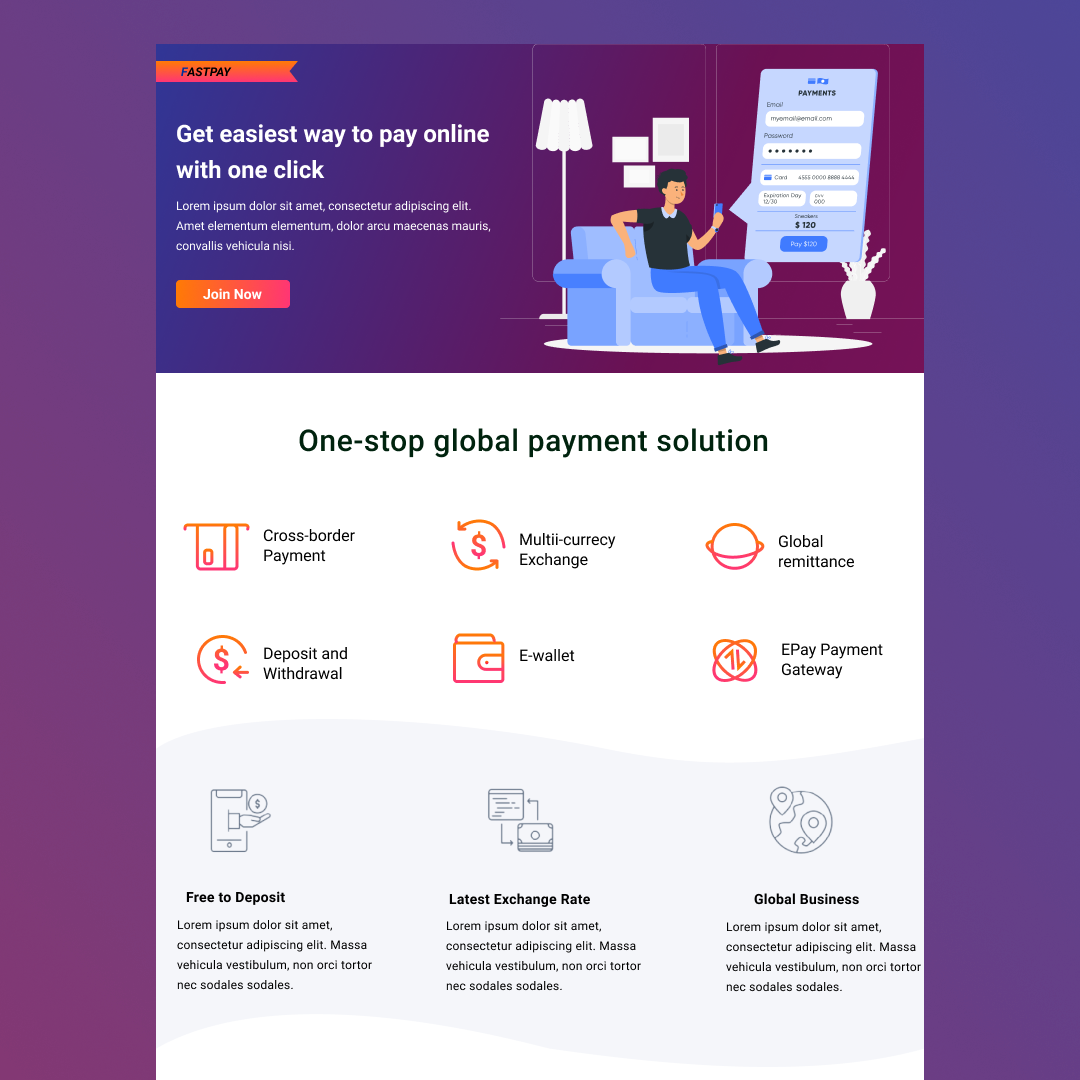 FASTPAY
Get easiest way to pay online
with one click
Lorem ipsum dolor sit amet, consectetur adipiscing elit.
Amet elementum elementum, dolor arcu maecenas mauris,
convallis vehicula nisi.
Join Now
PAYMENTS
Email
myemail@email.com
Password
Card 4555 0000 8888 4444
Expiration Day
12/30
CVV
000
Sneakers
$ 120
Pay $120
One-stop global payment solution
Cross-border
Payment
Multii-currecy
Exchange
Global
remittance
Deposit and
Withdrawal
E-wallet
EPay Payment
Gateway
Free to Deposit
Lorem ipsum dolor sit amet,
consectetur adipiscing elit. Massa
vehicula vestibulum, non orci tortor
nec sodales sodales.
Latest Exchange Rate
Lorem ipsum dolor sit amet,
consectetur adipiscing elit. Massa
vehicula vestibulum, non orci tortor
nec sodales sodales.
Global Business
Lorem ipsum dolor sit amet,
consectetur adipiscing elit. Massa
vehicula vestibulum, non orci tortor
nec sodales sodales.